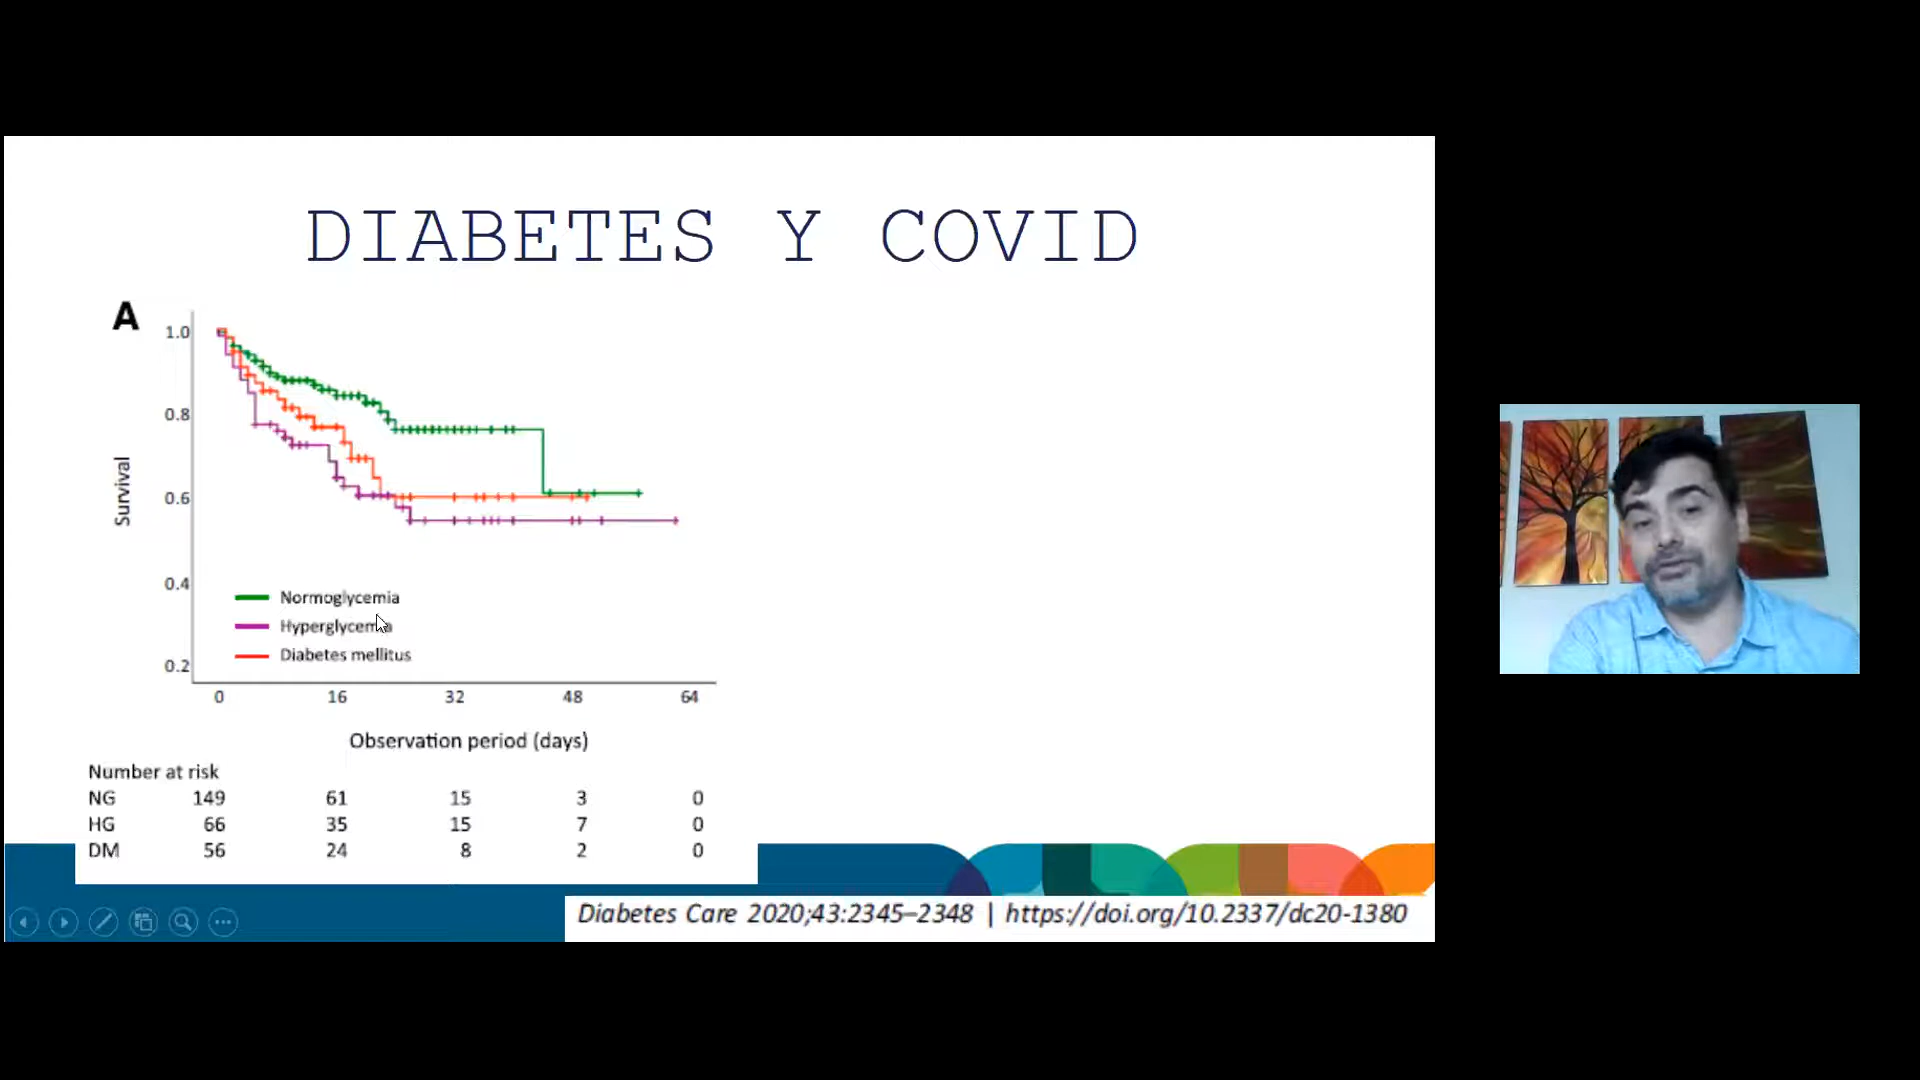 DIABETES Y COVID
A
1.0
0.8
0.6
0.4
0.2
Survival
Normoglycemia
Hyperglycemia
Diabetes mellitus
0 16 32 48 64
Observation period (days)
Number at risk
NG 149 61 15 3 0
HG 66 35 15 7 0
DM 56 24 8 2 0
Diabetes Care 2020;43:2345–2348 | https://doi.org/10.2337/dc20-1380